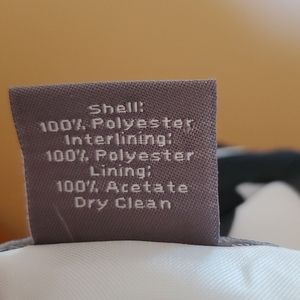 Shell:
100% Polyester
Interlining:
100% Polyester
Lining:
100% Acetate
Dry Clean